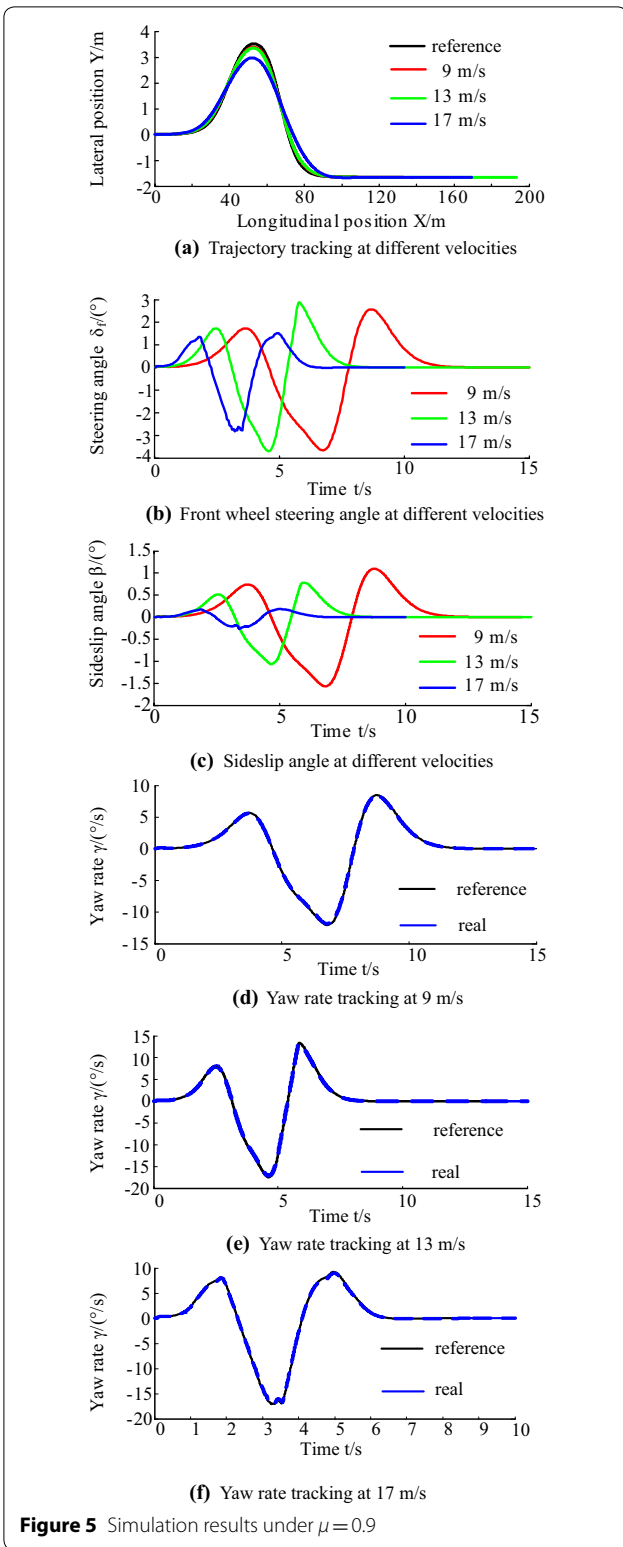 4
3
2
1
0
-1
-2
Lateral position Y/m
reference
9 m/s
13 m/s
17 m/s
0 40 80 120 160 200
Longitudinal position X/m
(a) Trajectory tracking at different velocities
3
2
1
0
-1
-2
-3
-4
Steering angle δf/(°)
9 m/s
13 m/s
17 m/s
0 5 10 15
Time t/s
(b) Front wheel steering angle at different velocities
1.5
1
0.5
0
-0.5
-1
-1.5
-2
Sideslip angle β/(°)
9 m/s
13 m/s
17 m/s
0 5 10 15
Time t/s
(c) Sideslip angle at different velocities
10
5
0
-5
-10
-15
Yaw rate γ/(°/s)
reference
real
0 5 10 15
Time t/s
(d) Yaw rate tracking at 9 m/s
15
10
5
0
-5
-10
-15
-20
Yaw rate γ/(°/s)
reference
real
0 5 10 15
Time t/s
(e) Yaw rate tracking at 13 m/s
10
5
0
-5
-10
-15
-20
Yaw rate γ/(°/s)
reference
real
0 1 2 3 4 5 6 7 8 9 10
Time t/s
(f) Yaw rate tracking at 17 m/s
Figure 5 Simulation results under μ=0.9